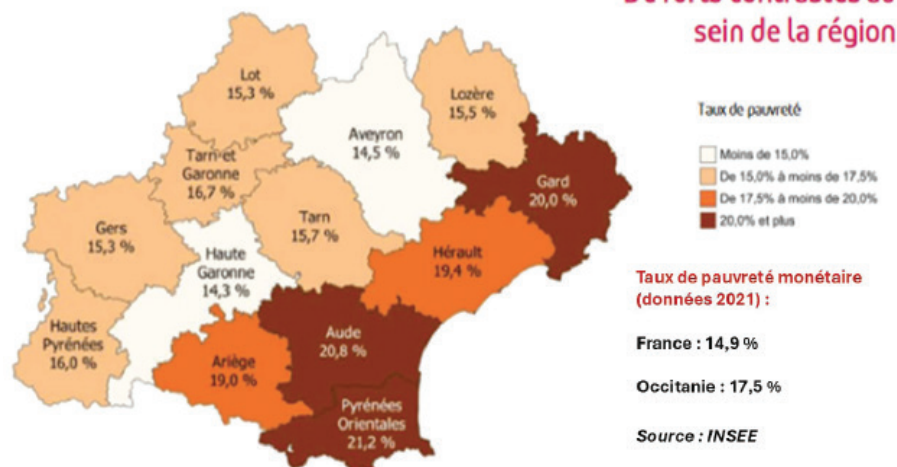 sein de la région
Lot
15,3 %
Lozère
15,5 %
Aveyron
14,5 %
Tarn-et
Garonne
16,7 %
Gard
20,0 %
Tarn
15,7 %
Gers
15,3 %
Hérault
19,4 %
Haute
Garonne
14,3 %
Hautes
Pyrénées
16,0 %
Aude
20,8 %
Ariège
19,0 %
Pyrénées
Orientales
21,2 %
Taux de pauvreté
Moins de 15,0%
De 15,0% à moins de 17,5%
De 17,5% à moins de 20,0%
20,0% et plus
Taux de pauvreté monétaire
(données 2021) :
France : 14,9 %
Occitanie : 17,5 %
Source : INSEE